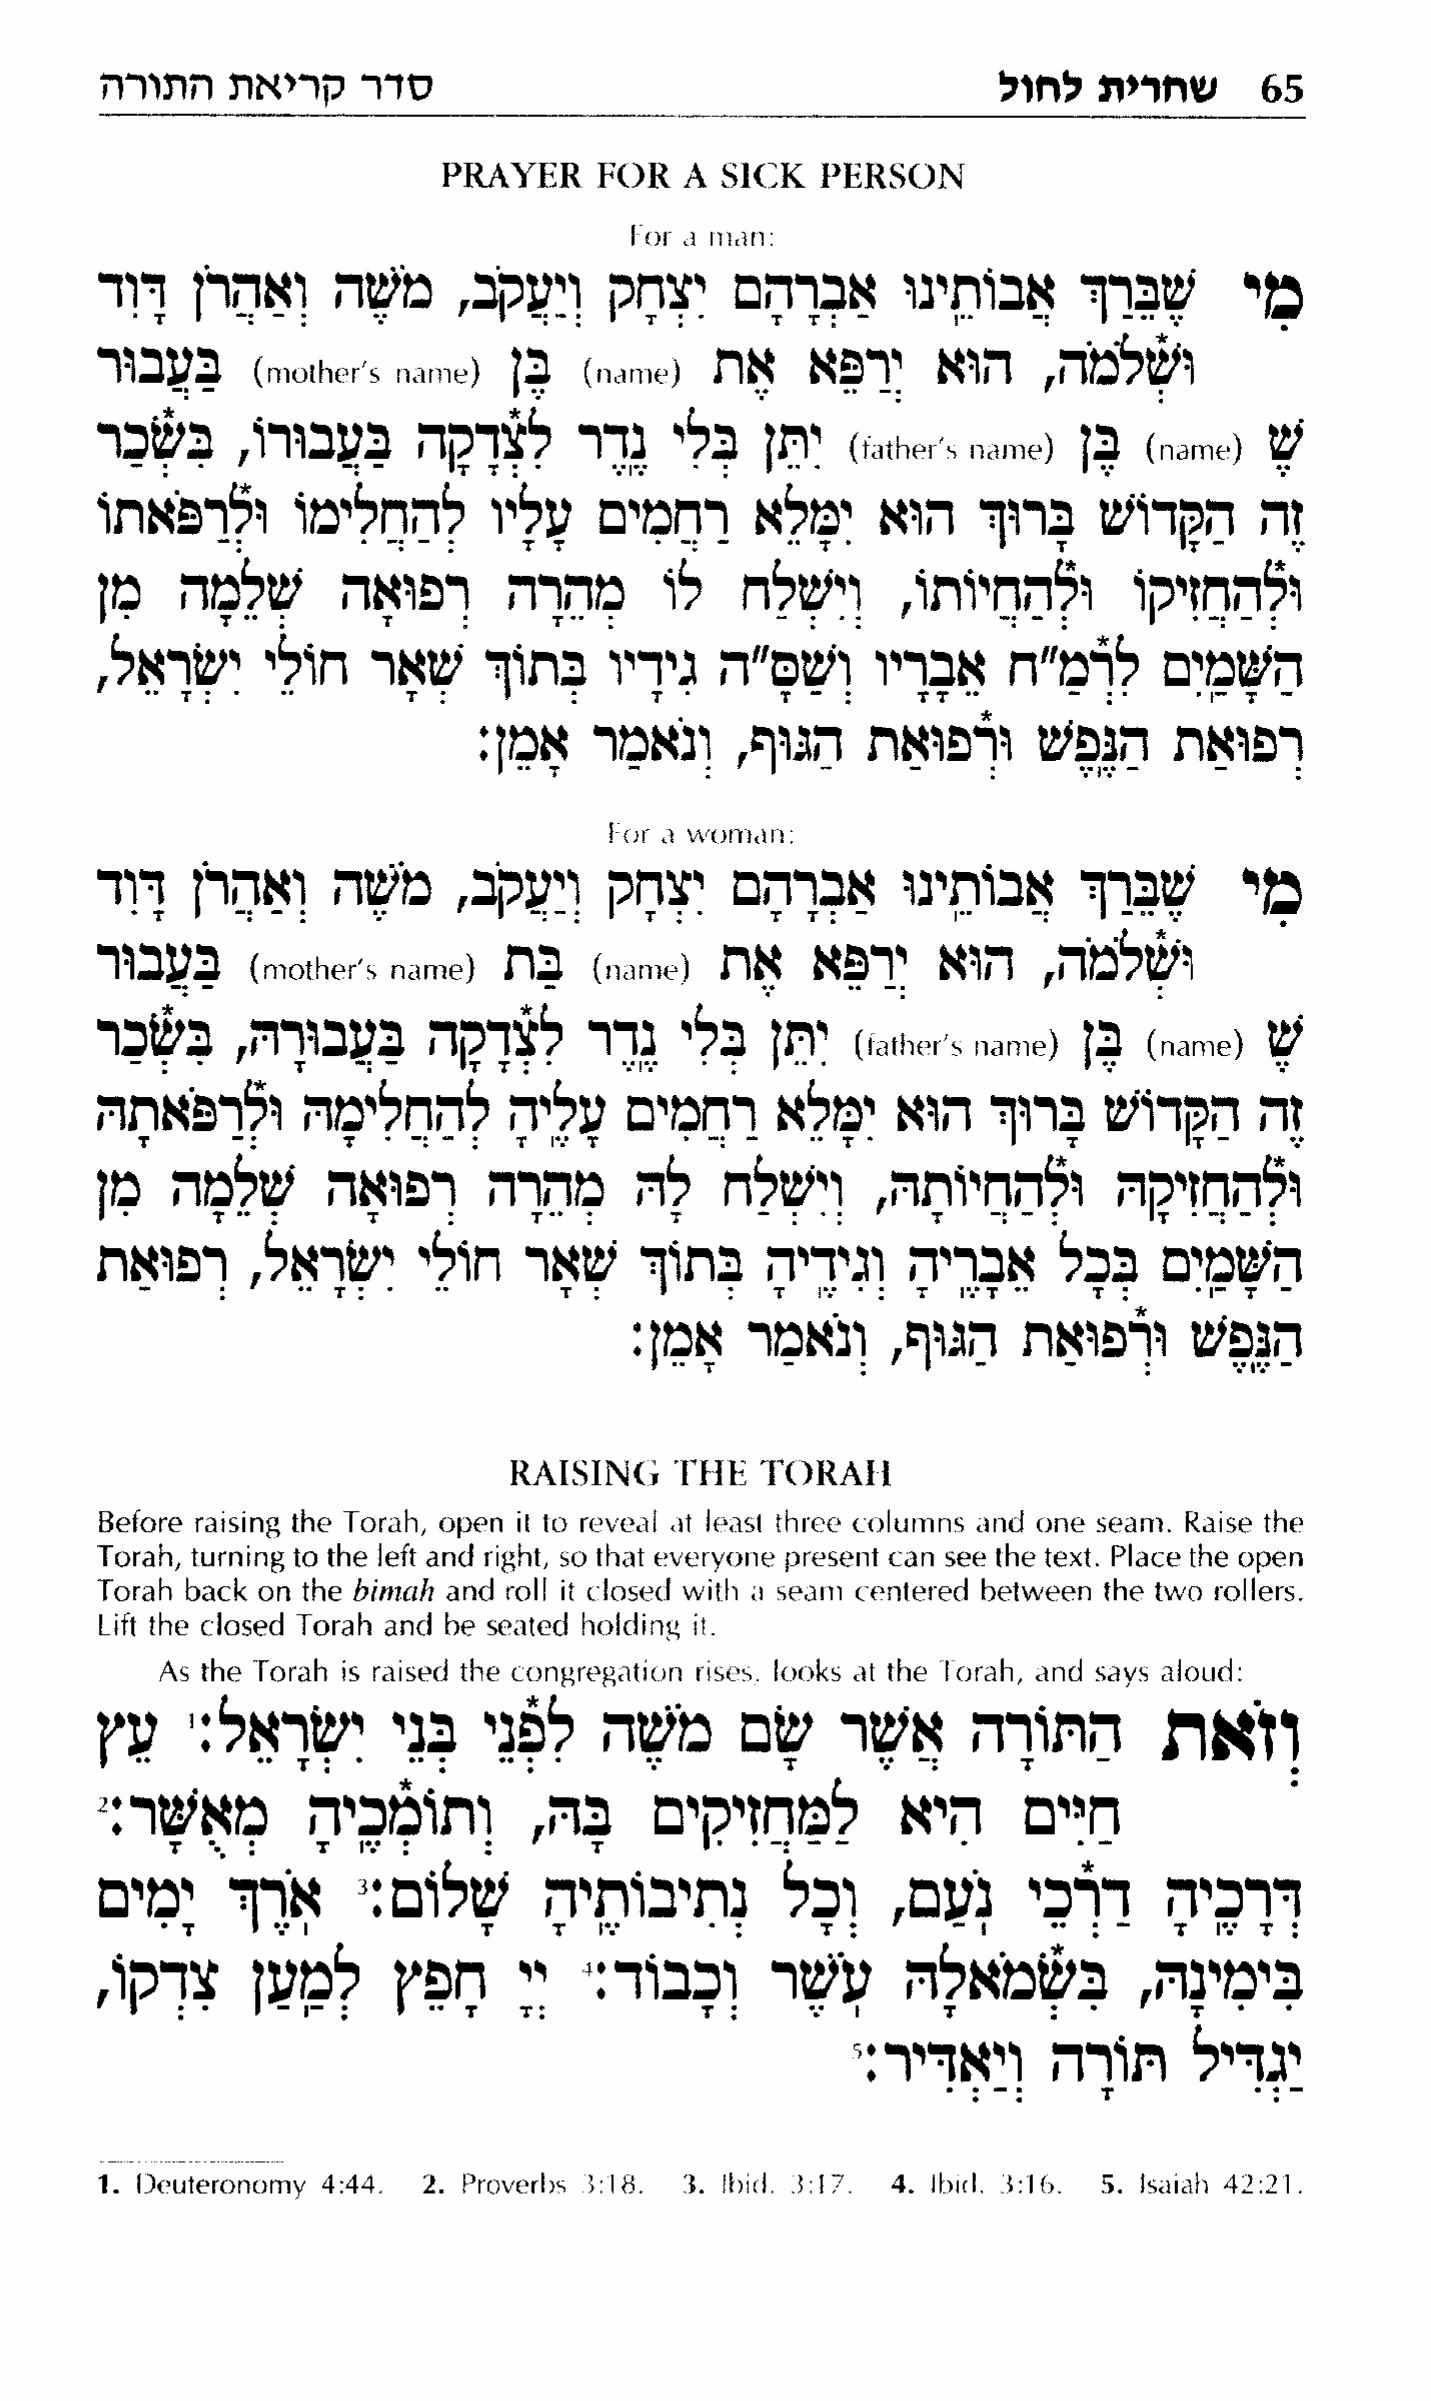 65 שחרית לחול סדר קריאת התורה
PRAYER FOR A SICK PERSON
For a man:
מִי שֶׁבֵּרַךְ אֲבוֹתֵֽינוּ אַבְרָהָם יִצְחָק וְיַעֲקֹב, מֹשֶׁה וְאַהֲרֹן דָּוִד
וּשְׁ*לֹמֹה, הוּא יְרַפֵּא אֶת (name) בֶּן (mother's name) בַּעֲבוּר
שֶׁ (name) בֶּן (father's name) יִתֵּן בְּלִי נֶֽדֶר לִצְ*דָקָה בַּעֲבוּרוֹ, בִּשְׂ*כַר
זֶה הַקָּדוֹשׁ בָּרוּךְ הוּא יִמָּלֵא רַחֲמִים עָלָיו לְהַחֲלִימוֹ וּלְ*רַפֹּאתוֹ
וּלְ*הַחֲזִיקוֹ וּלְ*הַחֲיוֹתוֹ, וְיִשְׁלַח לוֹ מְהֵרָה רְפוּאָה שְׁלֵמָה מִן
הַשָּׁמַֽיִם לִרְ*מַ"ח אֵבָרָיו וְשַׁסָּ"ה גִידָיו בְּתוֹךְ שְׁאָר חוֹלֵי יִשְׂרָאֵל,
רְפוּאַת הַנֶּֽפֶשׁ וּרְ*פוּאַת הַגּוּף, וְנֹאמַר אָמֵן:
For a woman:
מִי שֶׁבֵּרַךְ אֲבוֹתֵֽינוּ אַבְרָהָם יִצְחָק וְיַעֲקֹב, מֹשֶׁה וְאַהֲרֹן דָּוִד
וּשְׁ*לֹמֹה, הוּא יְרַפֵּא אֶת (name) בַּת (mother's name) בַּעֲבוּר
שֶׁ (name) בֶּן (father's name) יִתֵּן בְּלִי נֶֽדֶר לִצְ*דָקָה בַּעֲבוּרָהּ, בִּשְׂ*כַר
זֶה הַקָּדוֹשׁ בָּרוּךְ הוּא יִמָּלֵא רַחֲמִים עָלֶֽיהָ לְהַחֲלִימָהּ וּלְ*רַפֹּאתָהּ
וּלְ*הַחֲזִיקָהּ וּלְ*הַחֲיוֹתָהּ, וְיִשְׁלַח לָהּ מְהֵרָה רְפוּאָה שְׁלֵמָה מִן
הַשָּׁמַֽיִם בְּכָל אֵבָרֶֽיהָ וְגִידֶֽיהָ בְּתוֹךְ שְׁאָר חוֹלֵי יִשְׂרָאֵל, רְפוּאַת
הַנֶּֽפֶשׁ וּרְ*פוּאַת הַגּוּף, וְנֹאמַר אָמֵן:
RAISING THE TORAH
Before raising the Torah, open it to reveal at least three columns and one seam. Raise the
Torah, turning to the left and right, so that everyone present can see the text. Place the open
Torah back on the bimah and roll it closed with a seam centered between the two rollers.
Lift the closed Torah and be seated holding it.
As the Torah is raised the congregation rises, looks at the Torah, and says aloud:
וְזֹאת הַתּוֹרָה אֲשֶׁר שָׂם מֹשֶׁה לִפְ*נֵי בְּנֵי יִשְׂרָאֵל:¹ עֵץ
חַיִּים הִיא לַמַּחֲזִיקִים בָּהּ, וְתוֹמְ*כֶֽיהָ מְאֻשָּׁר:²
דְּרָכֶֽיהָ דַרְ*כֵי נֹֽעַם, וְכָל נְתִיבוֹתֶֽיהָ שָׁלוֹם:³ אֹֽרֶךְ יָמִים
בִּימִינָהּ, בִּשְׂ*מֹאלָהּ עֹֽשֶׁר וְכָבוֹד:⁴ יְיָ חָפֵץ לְמַֽעַן צִדְקוֹ,
יַגְדִּיל תּוֹרָה וְיַאְדִּיר:⁵
1. Deuteronomy 4:44. 2. Proverbs 3:18. 3. Ibid. 3:17. 4. Ibid. 3:16. 5. Isaiah 42:21.